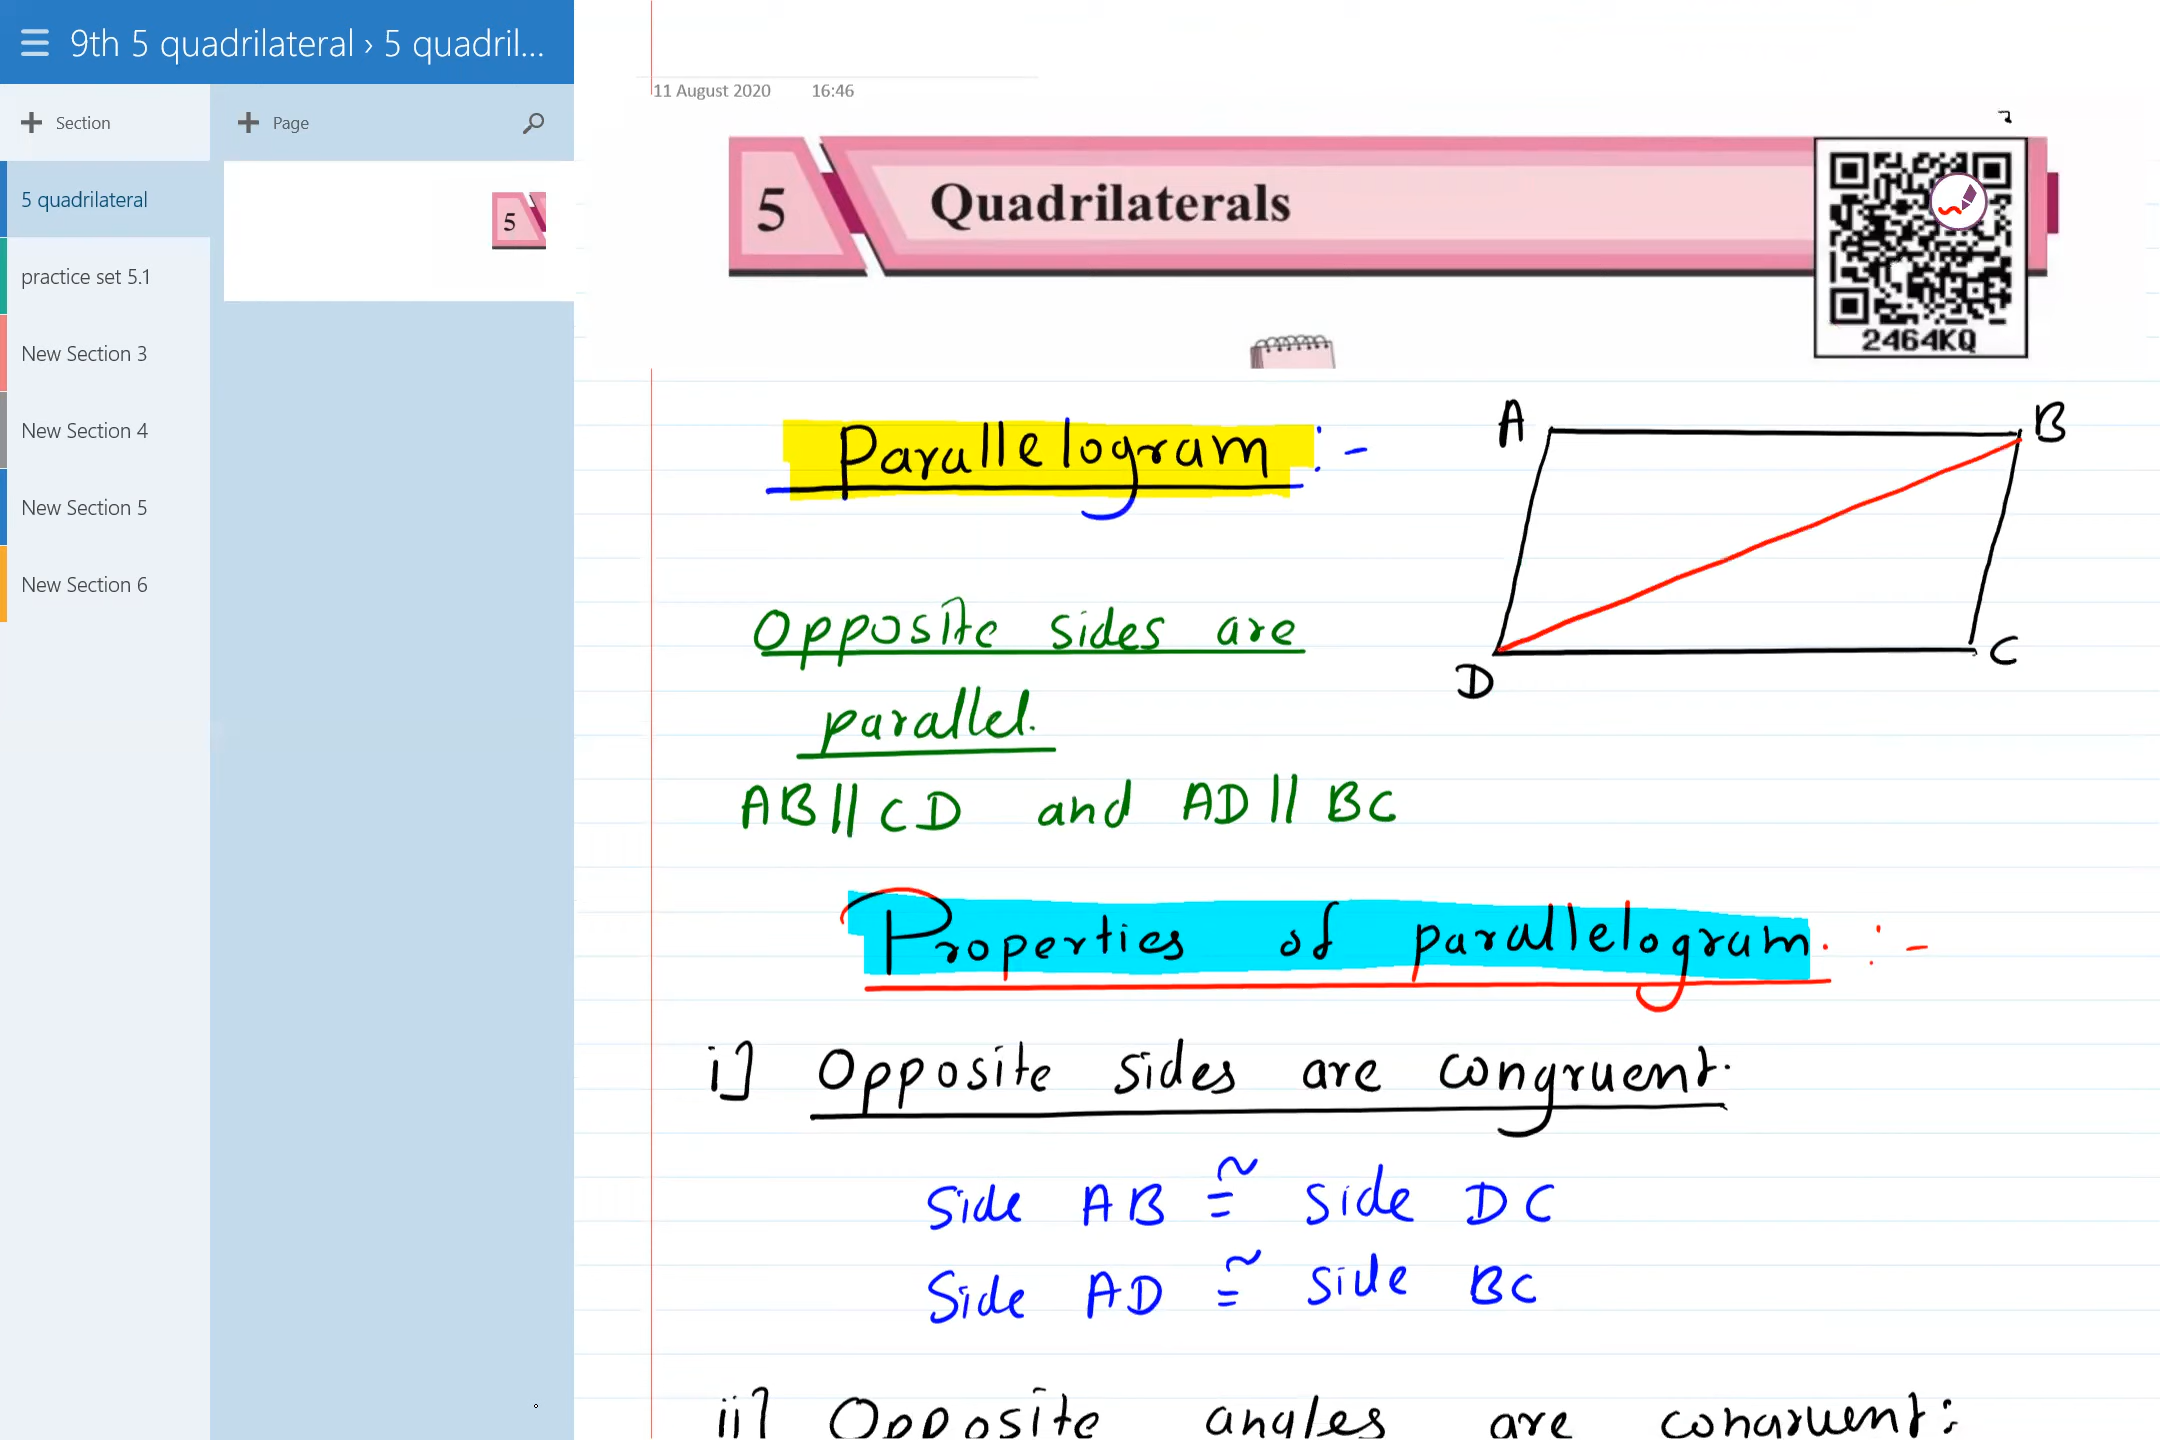 9th 5 quadrilateral › 5 quadril...
Section
Page
5 quadrilateral
practice set 5.1
New Section 3
New Section 4
New Section 5
New Section 6
5
11 August 2020 16:46
5 Quadrilaterals
2464KQ
Parallelogram :-
A B
D C
Opposite sides are
parallel.
AB || CD and AD || BC
Properties of parallelogram. :-
i] Opposite sides are congruent.
Side AB ≅ side DC
Side AD ≅ side BC
ii] Opposite angles are congruent: